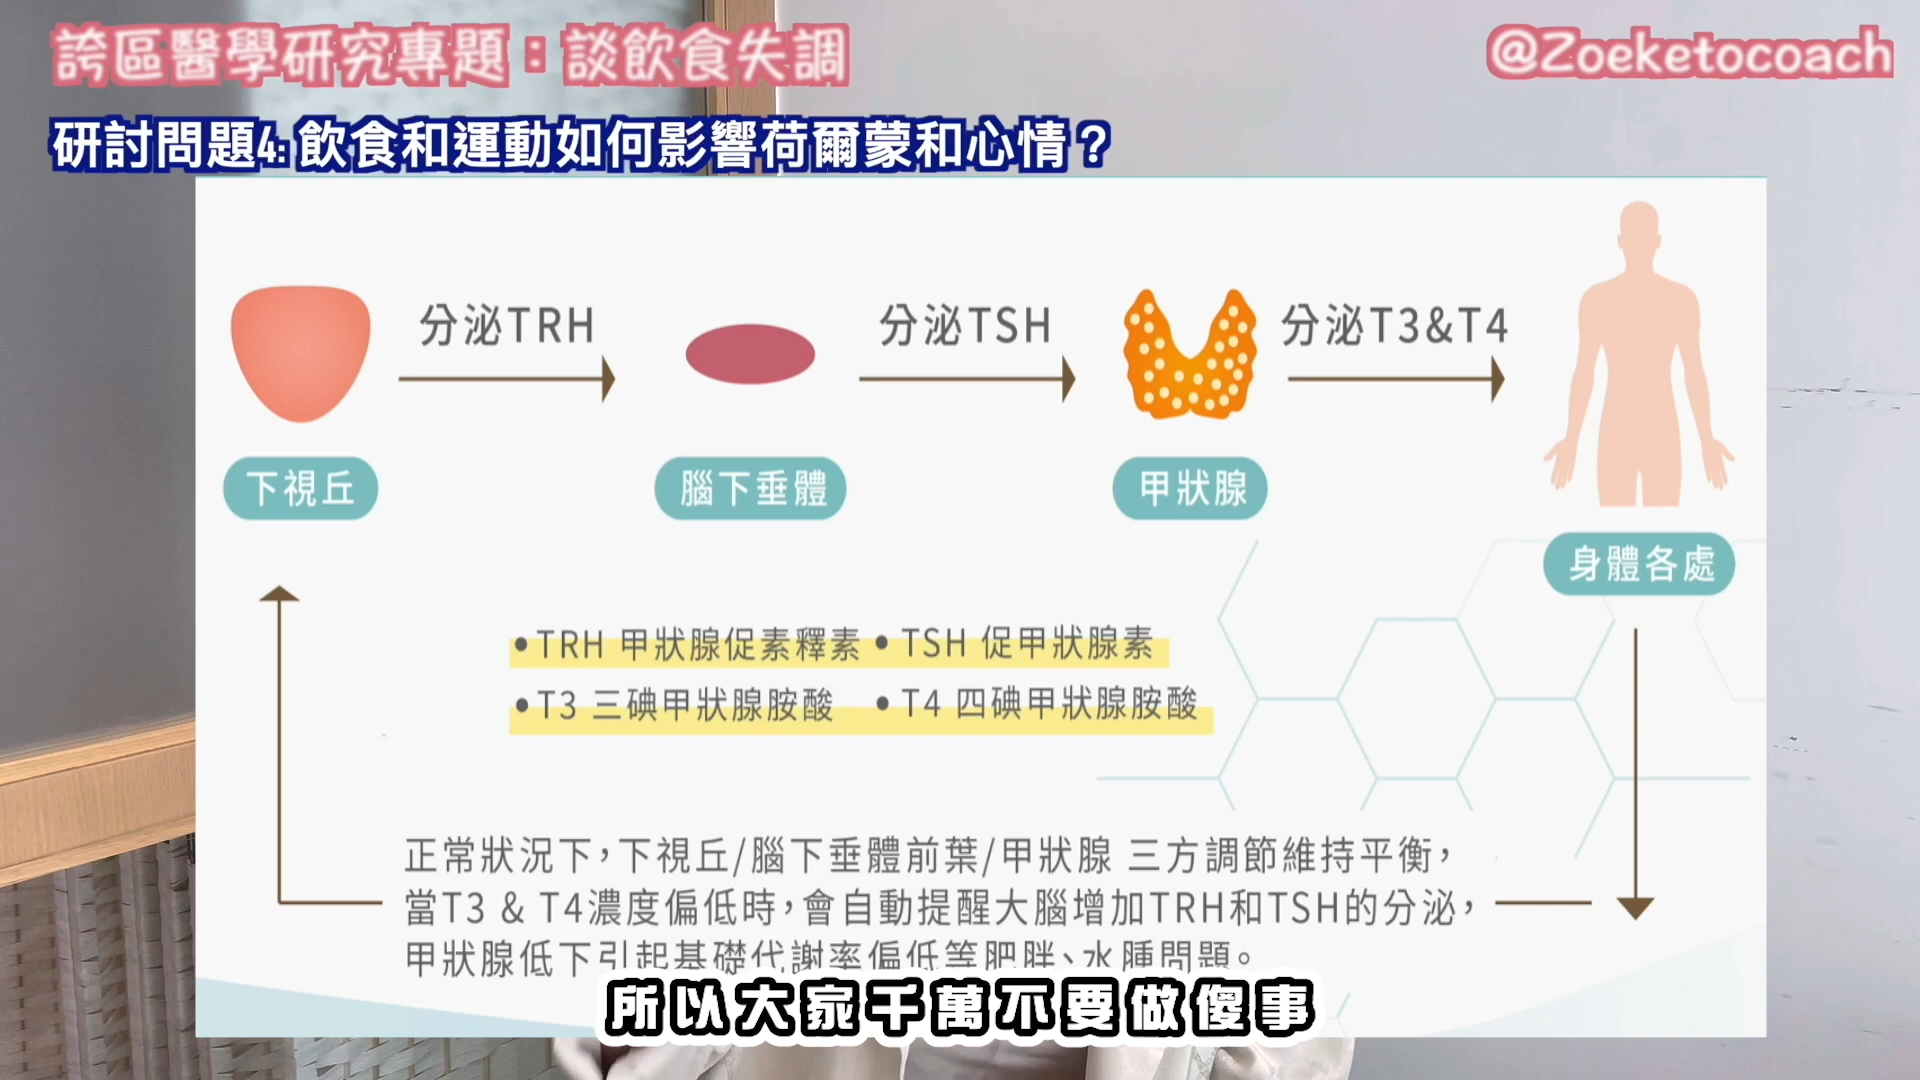 誇區醫學研究專題：談飲食失調
@Zoeketocoach
研討問題4: 飲食和運動如何影響荷爾蒙和心情？
分泌TRH
分泌TSH
分泌T3&T4
下視丘
腦下垂體
甲狀腺
身體各處
•TRH 甲狀腺促素釋素 •TSH 促甲狀腺素
•T3 三碘甲狀腺胺酸 •T4 四碘甲狀腺胺酸
正常狀況下，下視丘/腦下垂體前葉/甲狀腺 三方調節維持平衡，
當T3 & T4濃度偏低時，會自動提醒大腦增加TRH和TSH的分泌，
甲狀腺低下引起基礎代謝率偏低等肥胖、水腫問題。
所以大家千萬不要做傻事